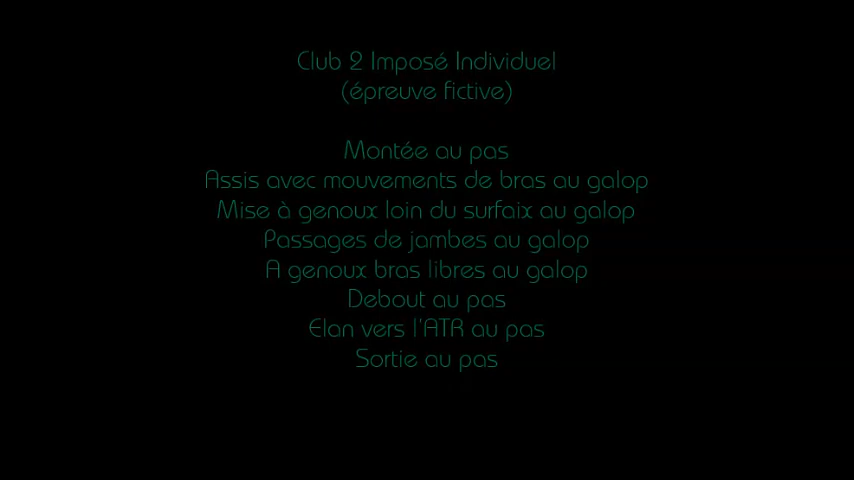 Club 2 Imposé Individuel
(épreuve fictive)
Montée au pas
Assis avec mouvements de bras au galop
Mise à genoux loin du surfaix au galop
Passages de jambes au galop
A genoux bras libres au galop
Debout au pas
Elan vers l'ATR au pas
Sortie au pas